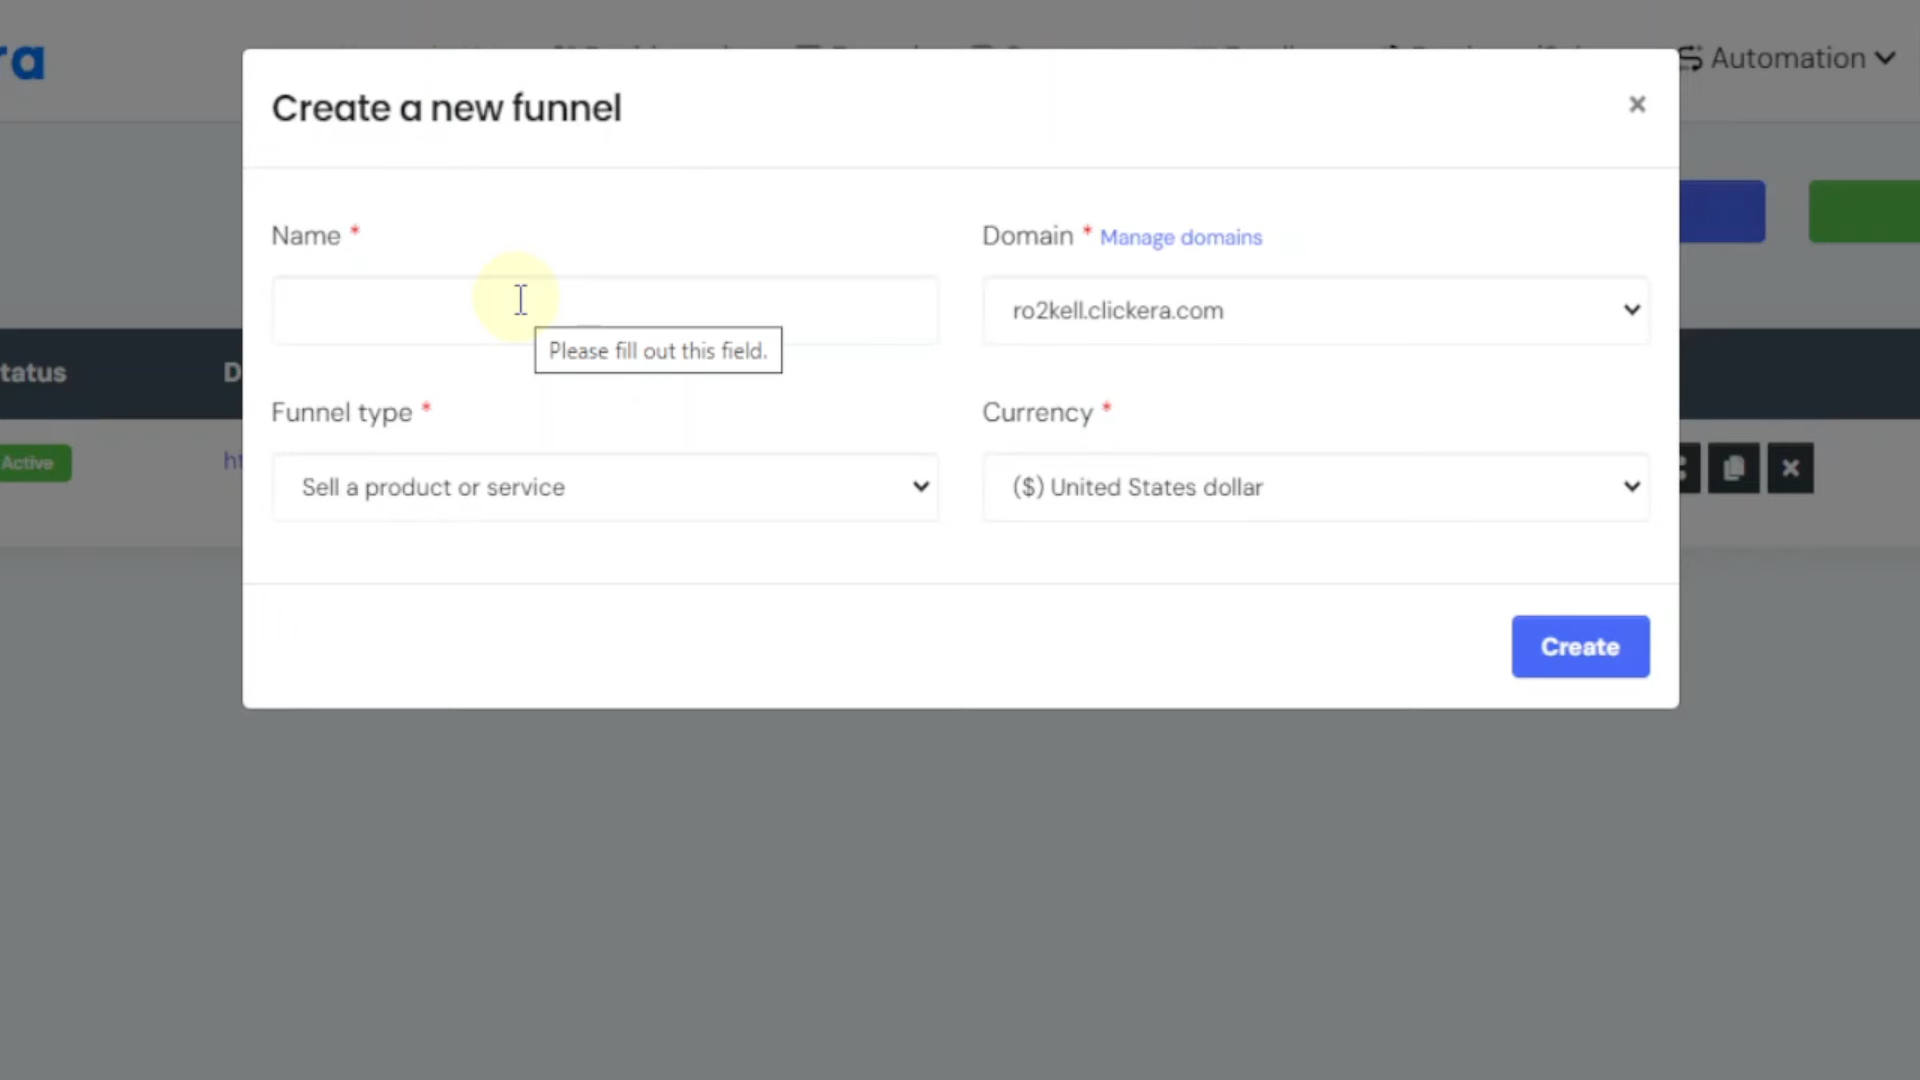 ra
Automation
Create a new funnel
×
Name *
Domain * Manage domains
ro2kell.clickera.com
Please fill out this field.
tatus
D
Funnel type *
Currency *
Active
ht
Sell a product or service
($) United States dollar
Create